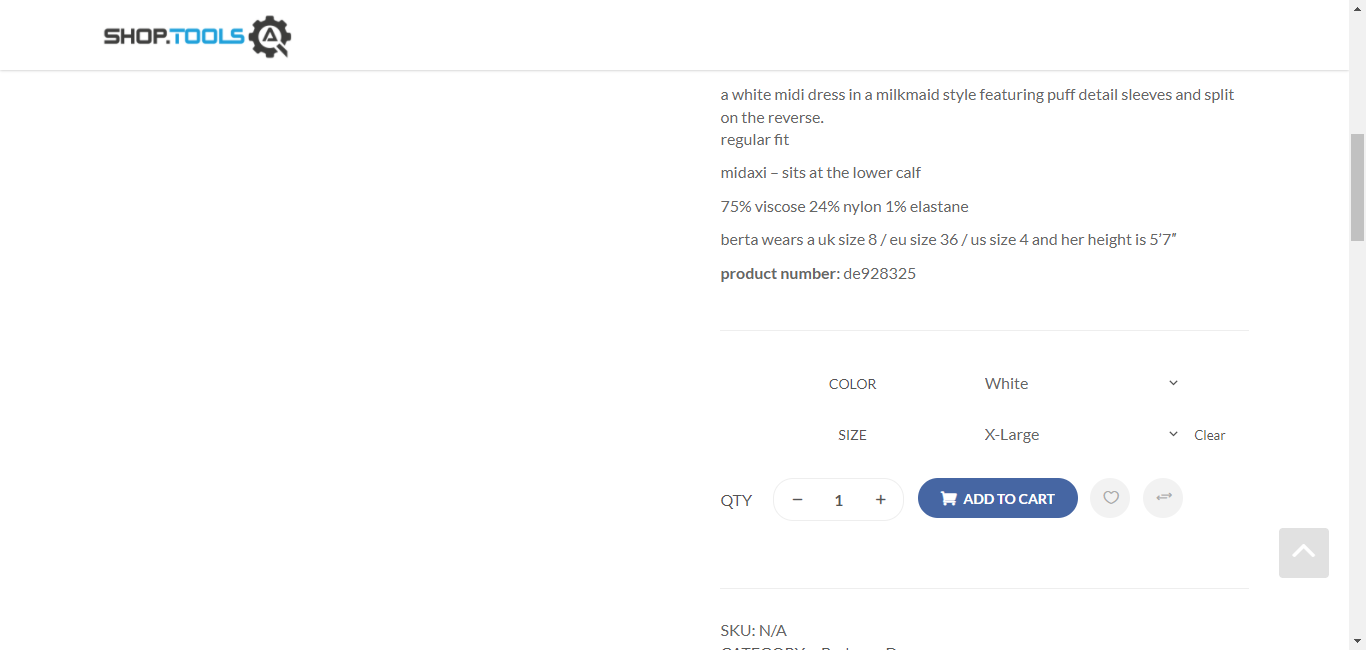 SHOP.TOOLS
a white midi dress in a milkmaid style featuring puff detail sleeves and split
on the reverse.
regular fit
midaxi – sits at the lower calf
75% viscose 24% nylon 1% elastane
berta wears a uk size 8 / eu size 36 / us size 4 and her height is 5′7″
product number: de928325
COLOR White
SIZE X-Large Clear
QTY − 1 + ADD TO CART
SKU: N/A